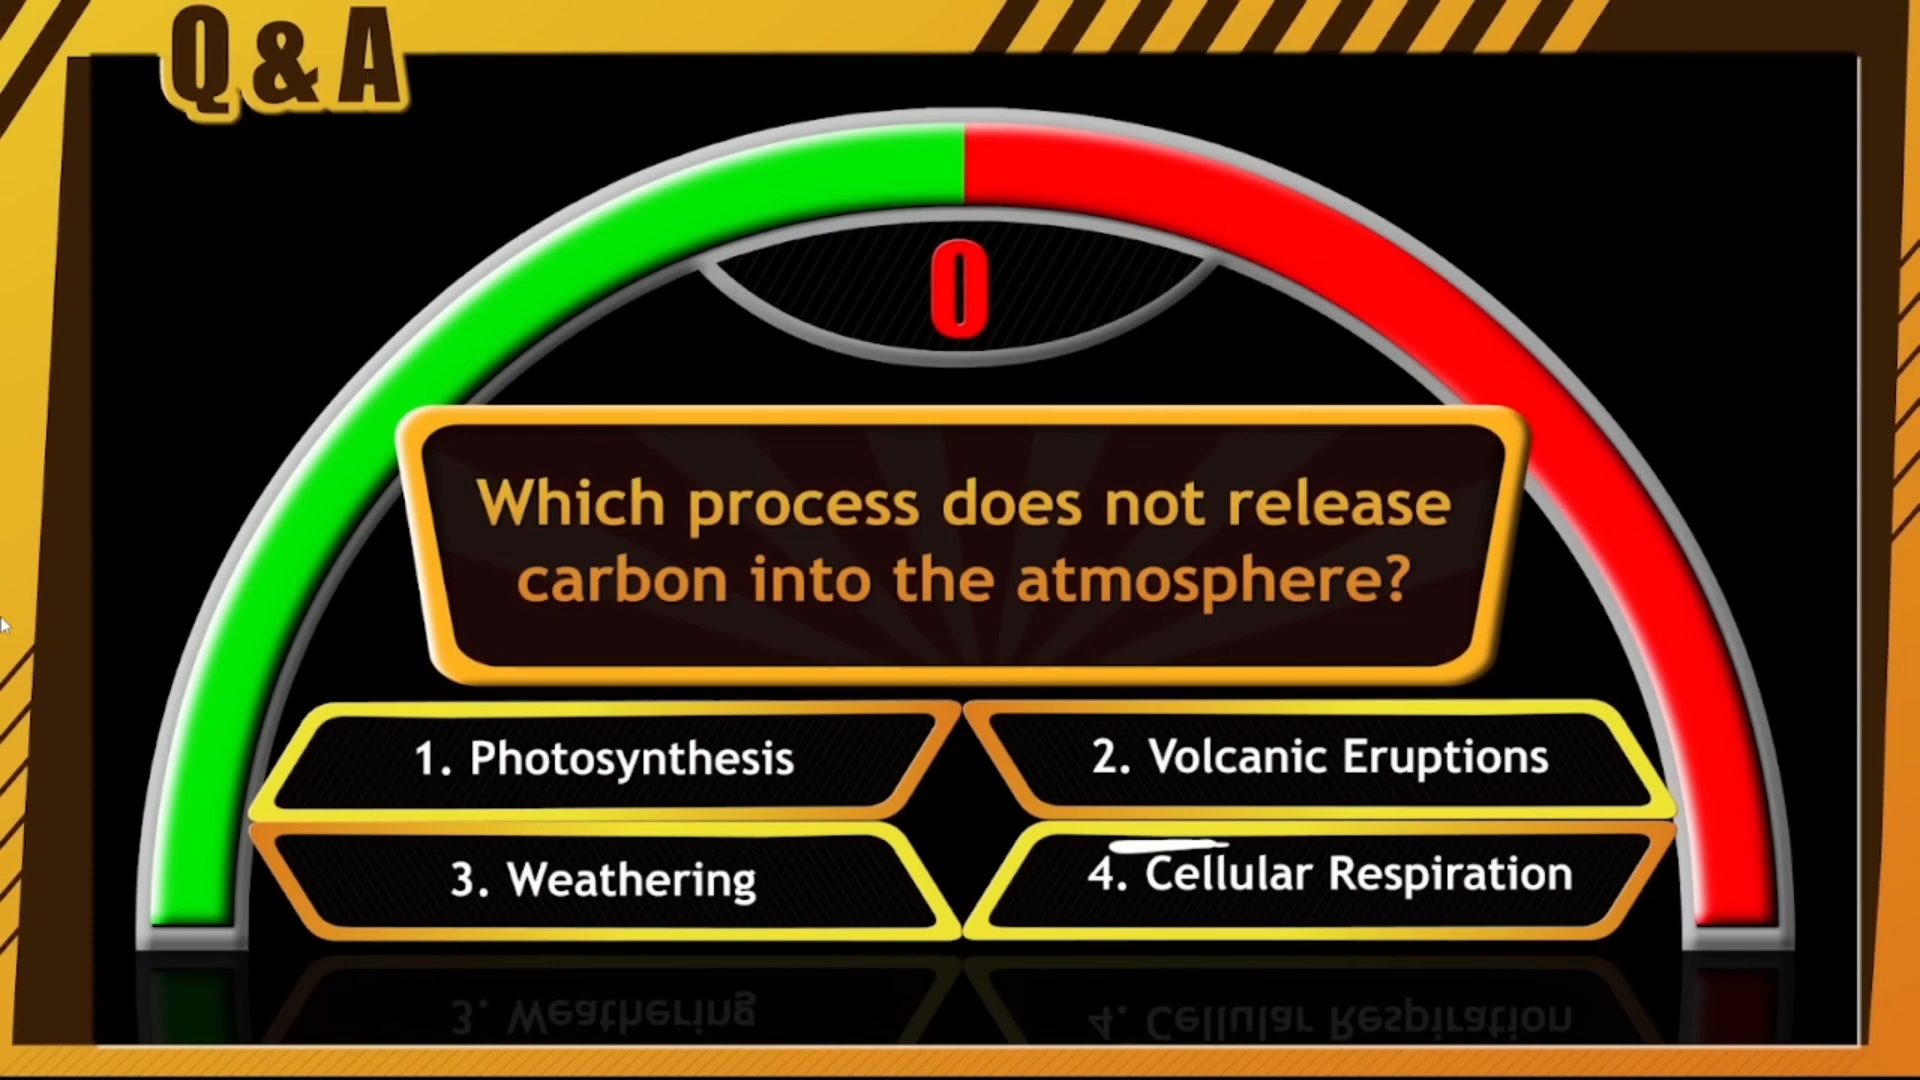 Q & A
0
Which process does not release
carbon into the atmosphere?
1. Photosynthesis
2. Volcanic Eruptions
3. Weathering
4. Cellular Respiration
3. Weathering
4. Cellular Respiration